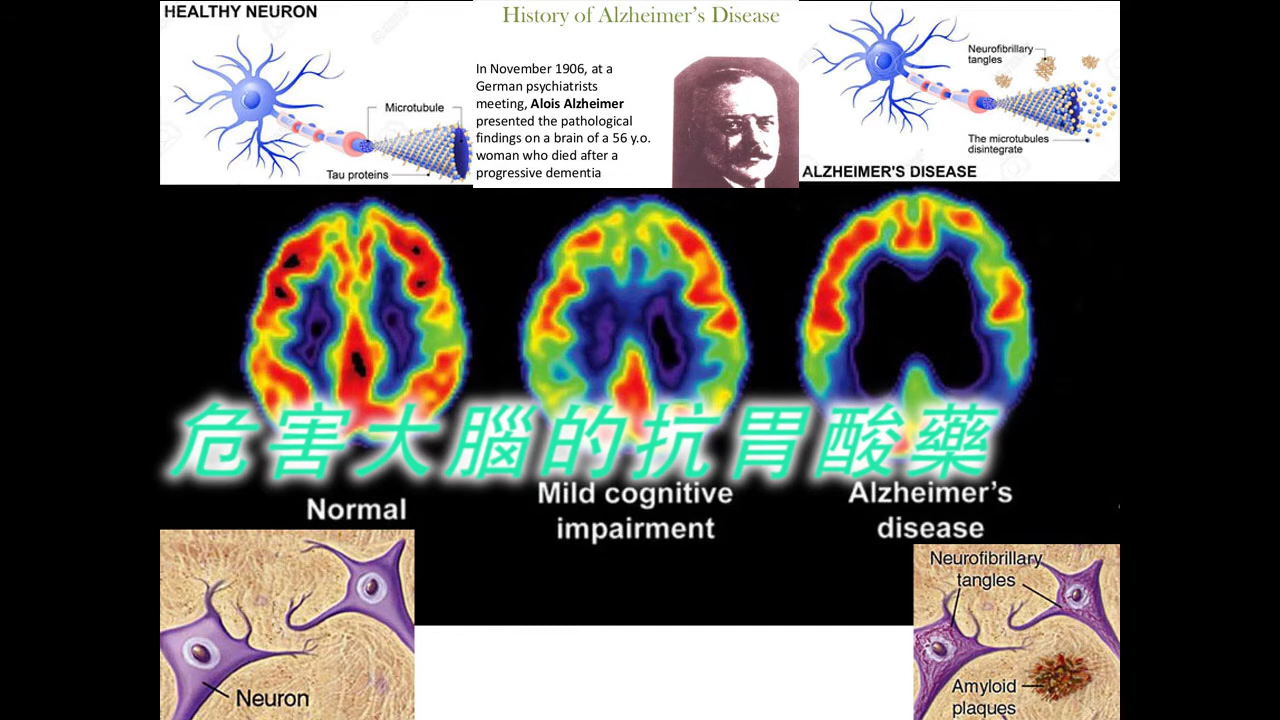 HEALTHY NEURON
Microtubule
Tau proteins
History of Alzheimer’s Disease
In November 1906, at a
German psychiatrists
meeting, Alois Alzheimer
presented the pathological
findings on a brain of a 56 y.o.
woman who died after a
progressive dementia
Neurofibrillary
tangles
The microtubules
disintegrate
ALZHEIMER'S DISEASE
危害大腦的抗胃酸藥
Normal
Mild cognitive
impairment
Alzheimer’s
disease
Neuron
Neurofibrillary
tangles
Amyloid
plaques